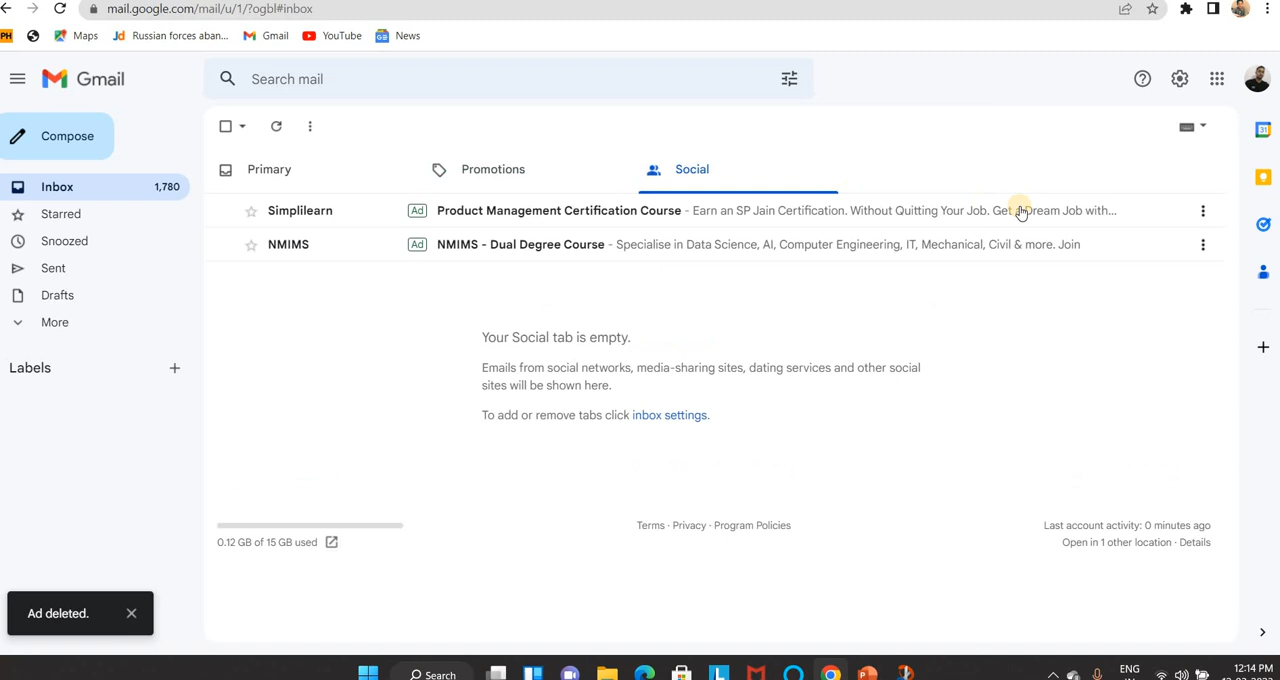 mail.google.com/mail/u/1/?ogbl#inbox
PH
Maps
Jd Russian forces aban...
Gmail
YouTube
News
Gmail
Search mail
Compose
Inbox 1,780
Starred
Snoozed
Sent
Drafts
More
Labels
Primary
Promotions
Social
Simplilearn Ad Product Management Certification Course - Earn an SP Jain Certification. Without Quitting Your Job. Get a Dream Job with...
NMIMS Ad NMIMS - Dual Degree Course - Specialise in Data Science, AI, Computer Engineering, IT, Mechanical, Civil & more. Join
Your Social tab is empty.
Emails from social networks, media-sharing sites, dating services and other social
sites will be shown here.
To add or remove tabs click inbox settings.
0.12 GB of 15 GB used
Terms · Privacy · Program Policies
Last account activity: 0 minutes ago
Open in 1 other location · Details
Ad deleted.
Search
ENG
12:14 PM